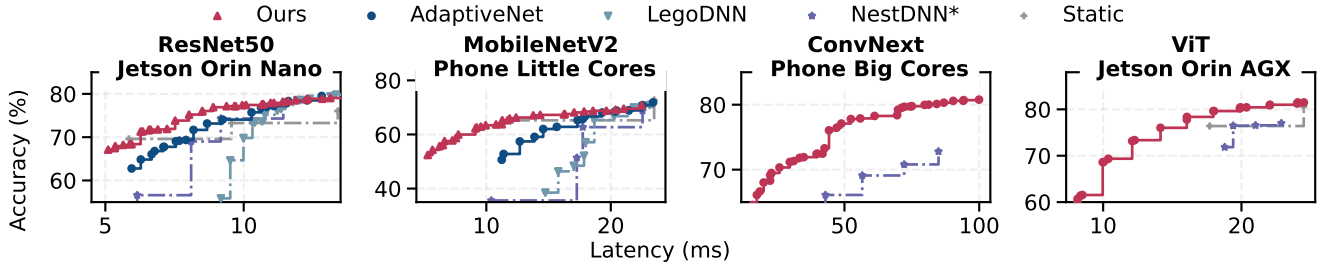 Ours AdaptiveNet LegoDNN NestDNN* Static
ResNet50
Jetson Orin Nano
MobileNetV2
Phone Little Cores
ConvNext
Phone Big Cores
ViT
Jetson Orin AGX
Accuracy (%)
80
70
60
5 10
80
60
40
10 20
80
70
50 100
80
70
60
10 20
Latency (ms)